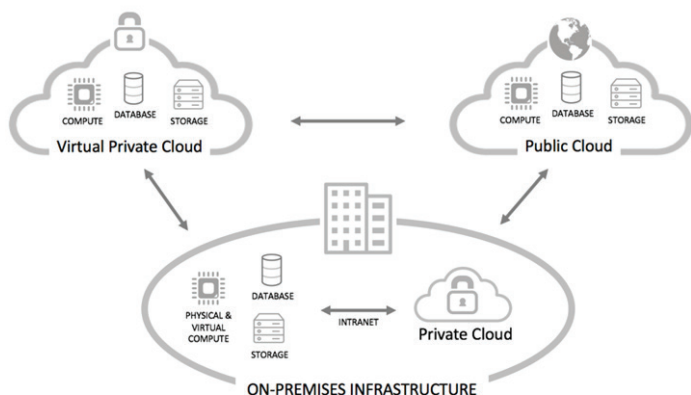 COMPUTE
DATABASE
STORAGE
Virtual Private Cloud
COMPUTE
DATABASE
STORAGE
Public Cloud
PHYSICAL &
VIRTUAL
COMPUTE
DATABASE
STORAGE
INTRANET
Private Cloud
ON-PREMISES INFRASTRUCTURE